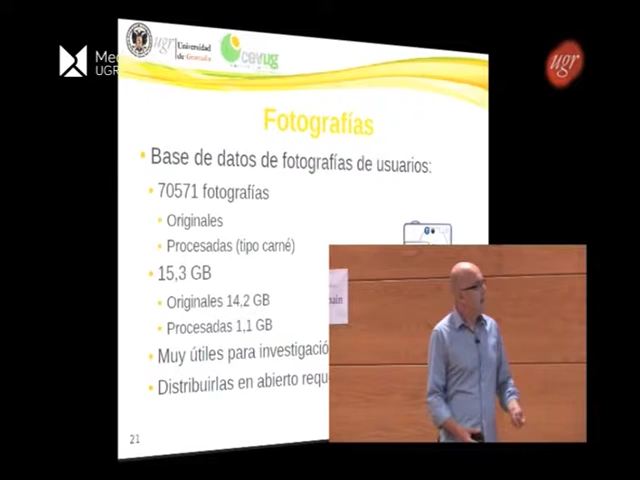 Med
UGR
ugr Universidad
de Granada
cevug
ugr
Fotografías
• Base de datos de fotografías de usuarios:
• 70571 fotografías
• Originales
• Procesadas (tipo carné)
• 15,3 GB
• Originales 14,2 GB
• Procesadas 1,1 GB
• Muy útiles para investigació
• Distribuirlas en abierto requ
21